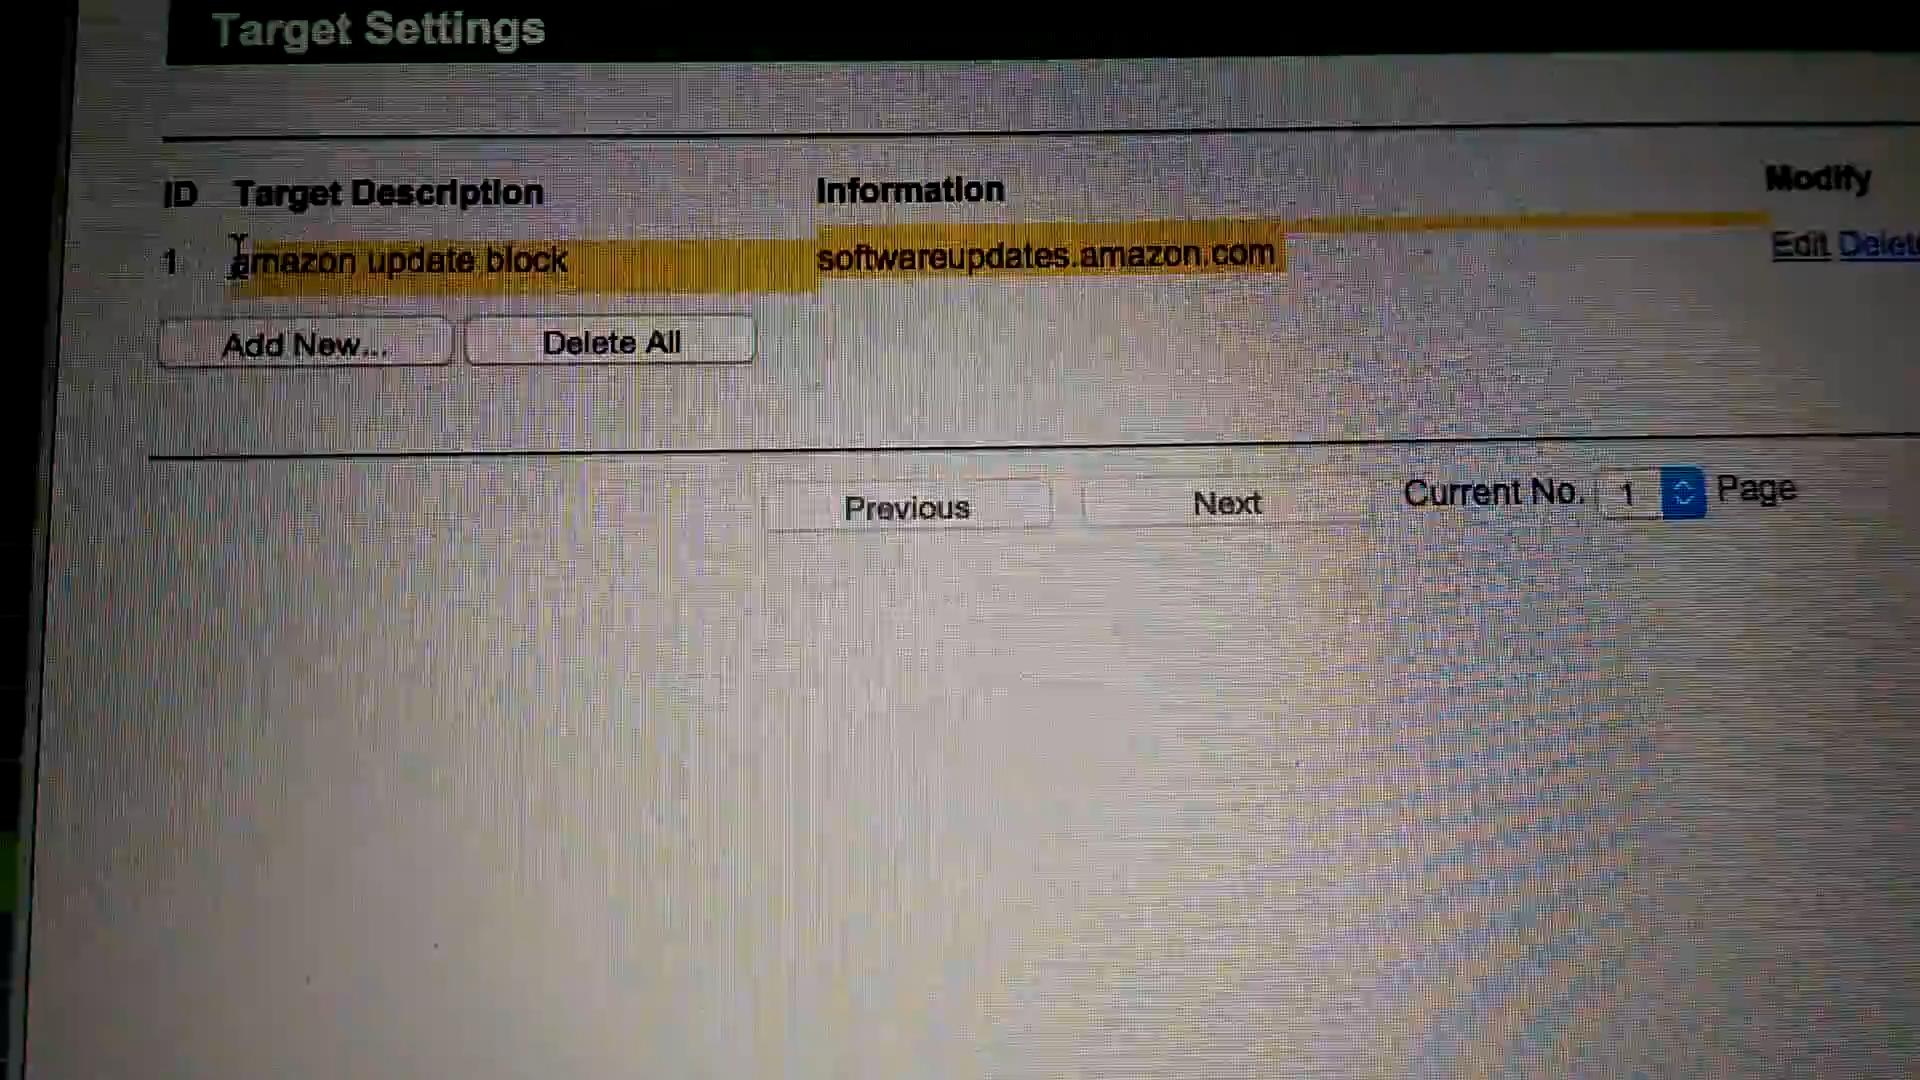 Target Settings
ID Target Description Information Modify
1 amazon update block softwareupdates.amazon.com Edit Delete
Add New... Delete All
Previous Next Current No. 1 Page